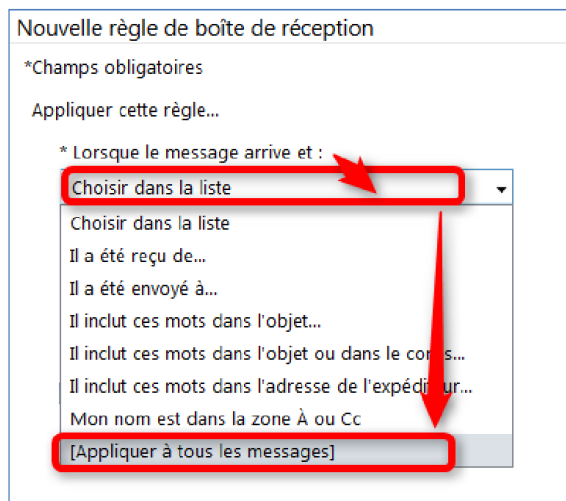 Nouvelle règle de boîte de réception
*Champs obligatoires
Appliquer cette règle...
* Lorsque le message arrive et :
Choisir dans la liste
Choisir dans la liste
Il a été reçu de...
Il a été envoyé à...
Il inclut ces mots dans l'objet...
Il inclut ces mots dans l'objet ou dans le corps...
Il inclut ces mots dans l'adresse de l'expéditeur...
Mon nom est dans la zone À ou Cc
[Appliquer à tous les messages]